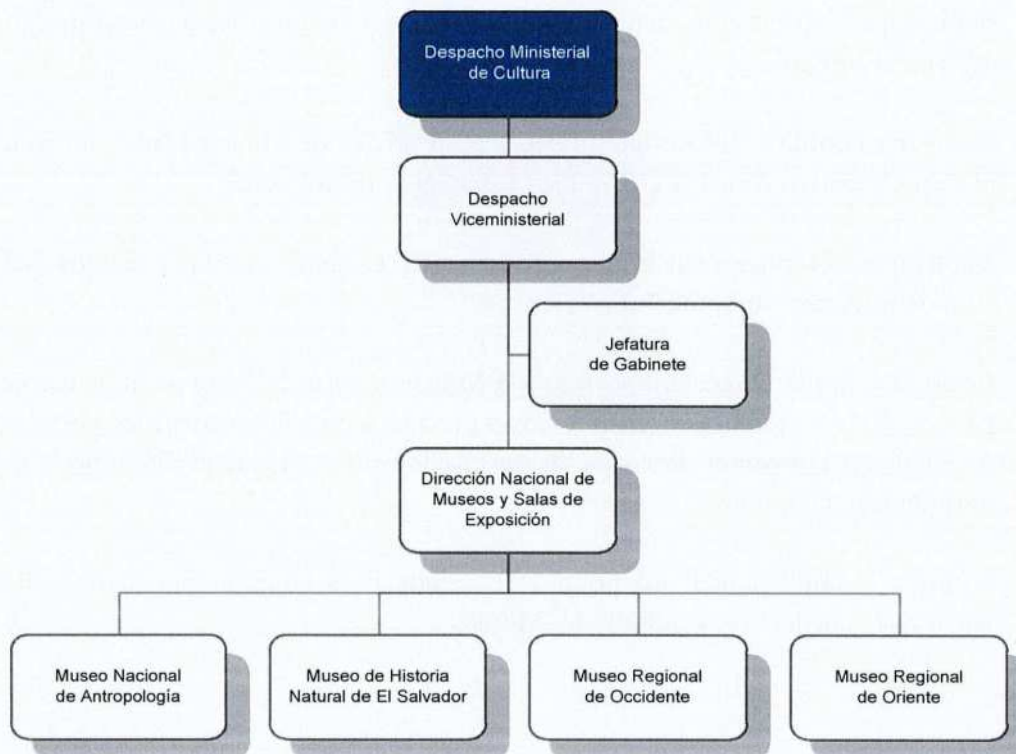 Despacho Ministerial
de Cultura
Despacho
Viceministerial
Jefatura
de Gabinete
Dirección Nacional de
Museos y Salas de
Exposición
Museo Nacional
de Antropología
Museo de Historia
Natural de El Salvador
Museo Regional
de Occidente
Museo Regional
de Oriente